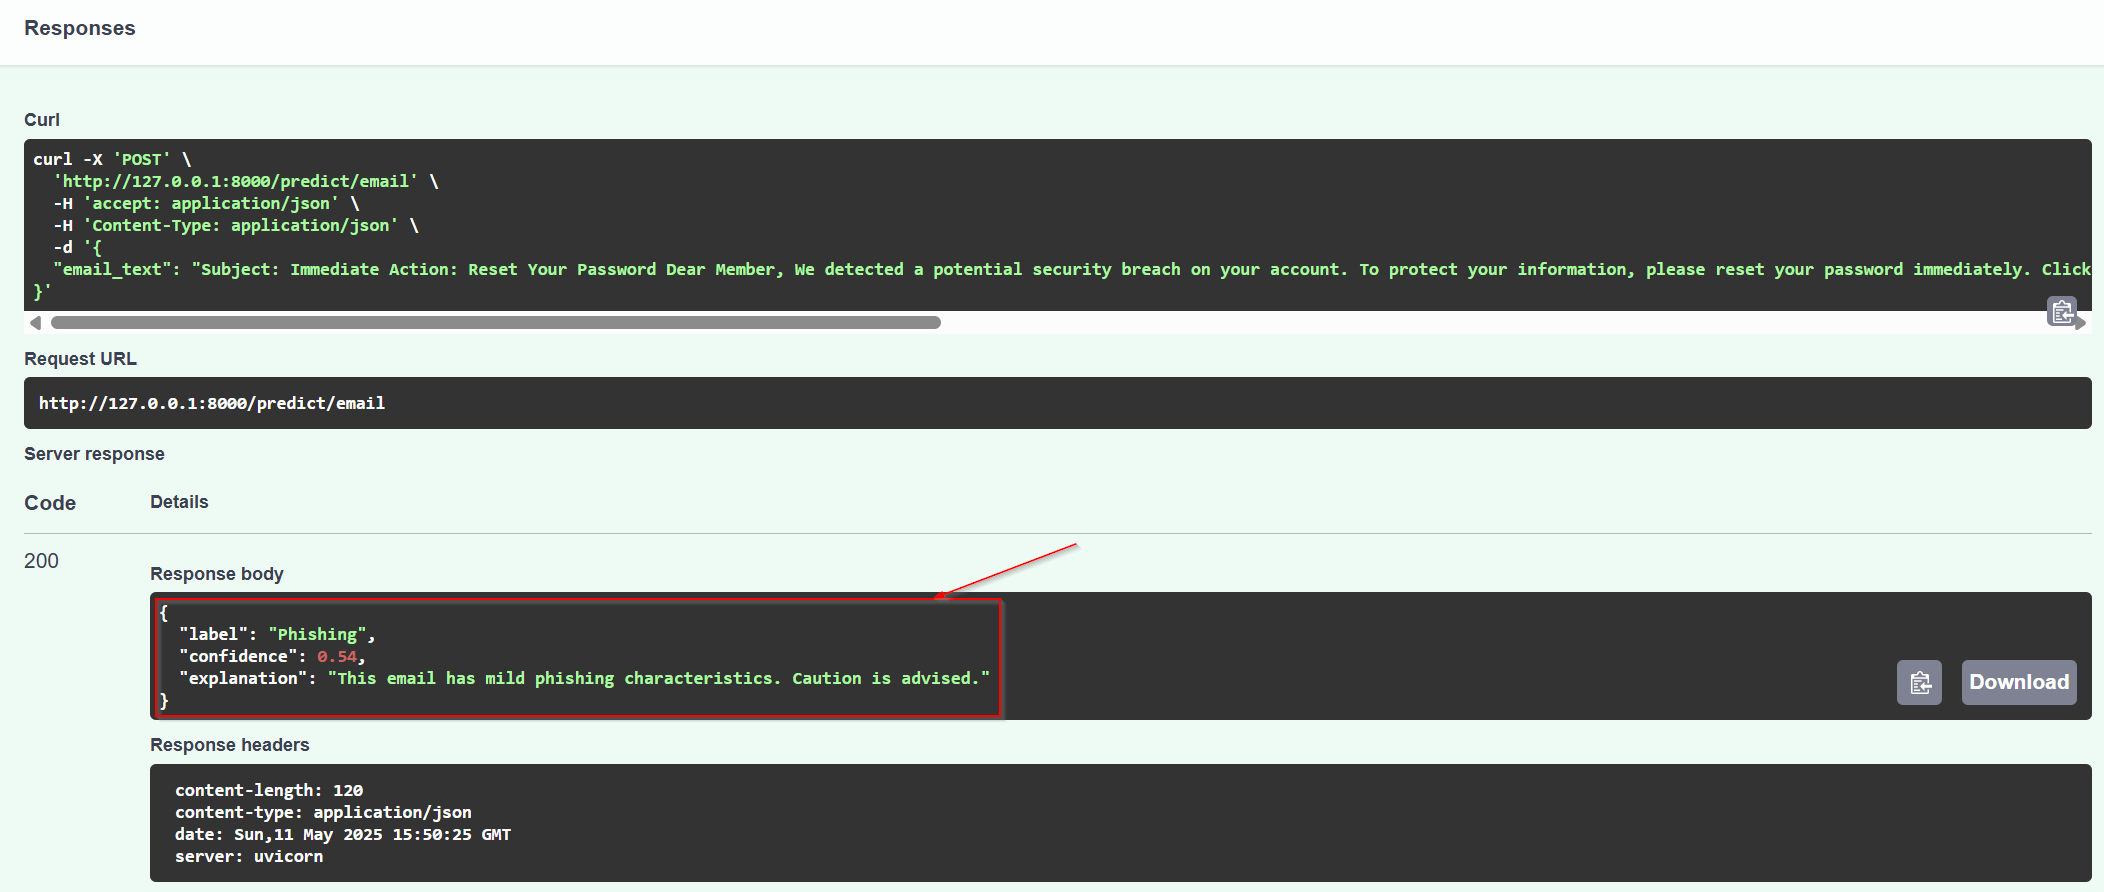 Responses
Curl
curl -X 'POST' \
  'http://127.0.0.1:8000/predict/email' \
  -H 'accept: application/json' \
  -H 'Content-Type: application/json' \
  -d '{
  "email_text": "Subject: Immediate Action: Reset Your Password Dear Member, We detected a potential security breach on your account. To protect your information, please reset your password immediately. Click
}'
Request URL
http://127.0.0.1:8000/predict/email
Server response
Code Details
200
Response body
{
  "label": "Phishing",
  "confidence": 0.54,
  "explanation": "This email has mild phishing characteristics. Caution is advised."
}
Download
Response headers
content-length: 120
content-type: application/json
date: Sun,11 May 2025 15:50:25 GMT
server: uvicorn